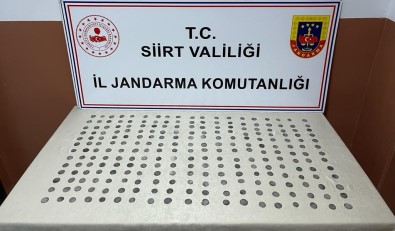 T.C.
SİİRT VALİLİĞİ
İL JANDARMA KOMUTANLIĞI